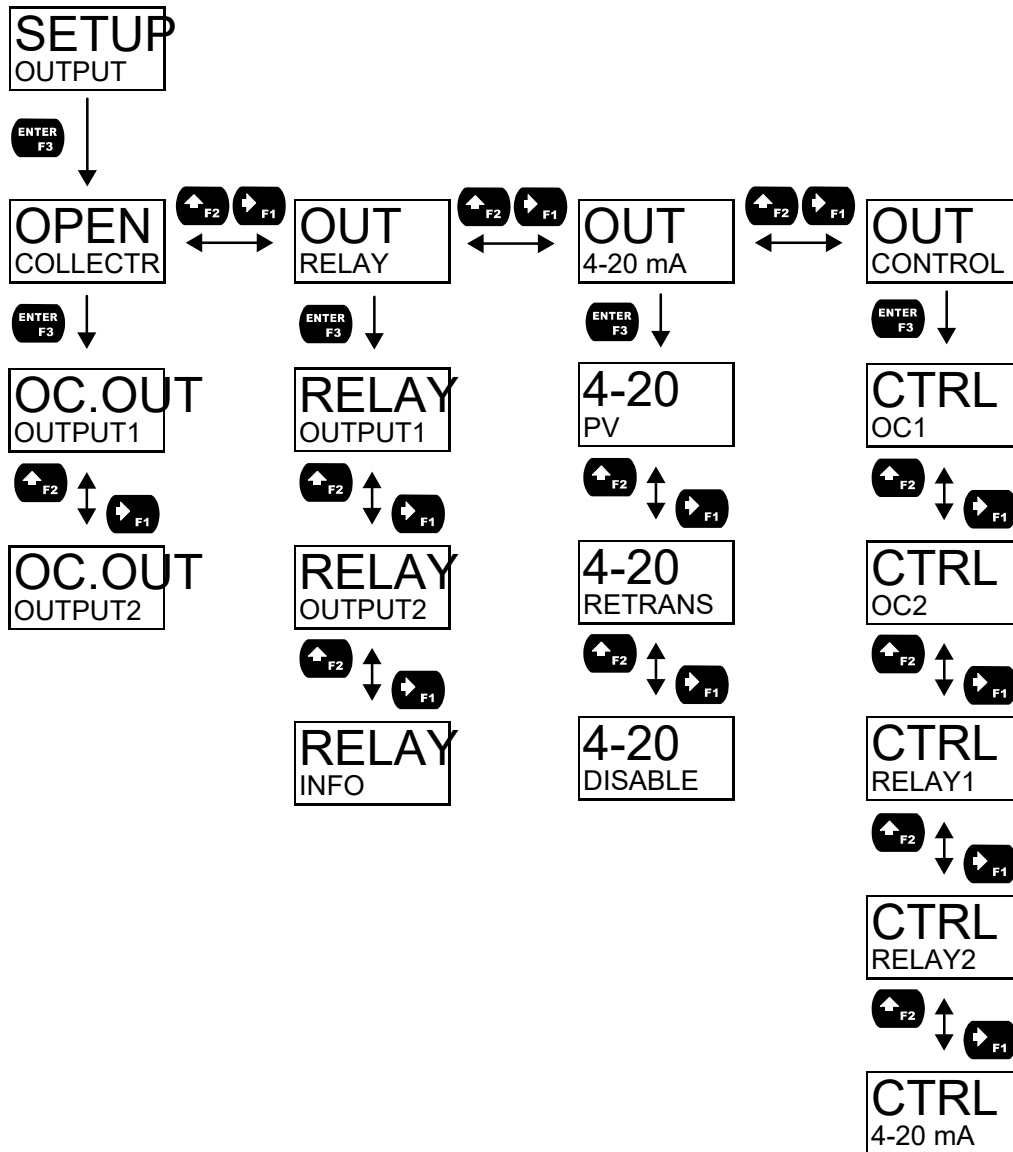 SETUP
OUTPUT
ENTER
F3
OPEN
COLLECTR
F2
F1
OUT
RELAY
F2
F1
OUT
4-20 mA
F2
F1
OUT
CONTROL
ENTER
F3
ENTER
F3
ENTER
F3
ENTER
F3
OC.OUT
OUTPUT1
RELAY
OUTPUT1
4-20
PV
CTRL
OC1
F2
F1
F2
F1
F2
F1
F2
F1
OC.OUT
OUTPUT2
RELAY
OUTPUT2
4-20
RETRANS
CTRL
OC2
F2
F1
F2
F1
F2
F1
RELAY
INFO
4-20
DISABLE
CTRL
RELAY1
F2
F1
CTRL
RELAY2
F2
F1
CTRL
4-20 mA